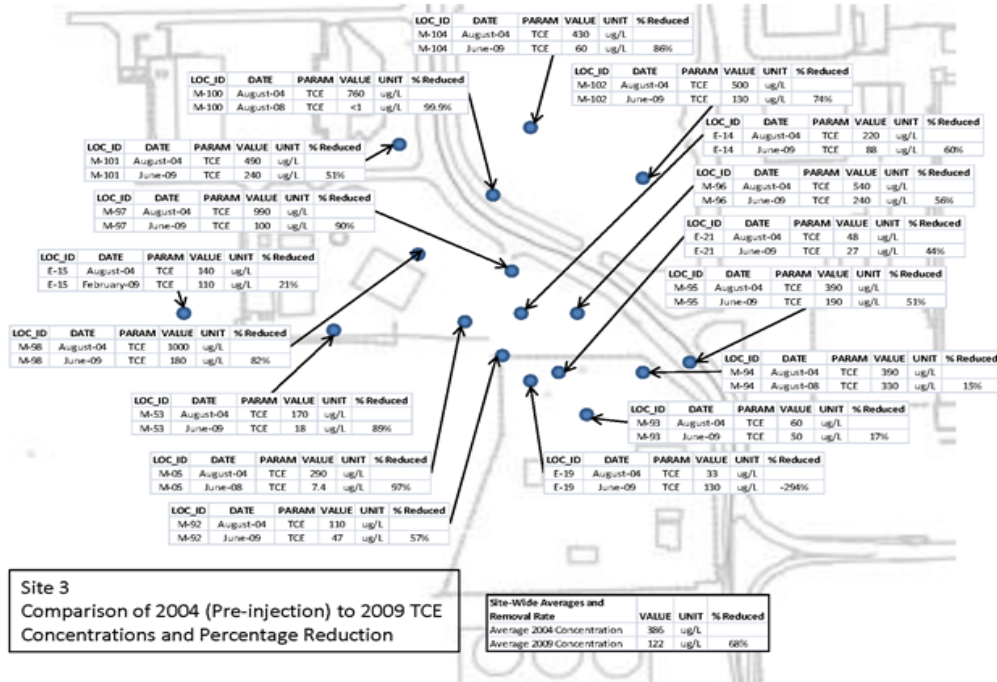 LOC_ID DATE PARAM VALUE UNIT % Reduced
M-104 August-04 TCE 430 ug/L
M-104 June-09 TCE 60 ug/L 86%
LOC_ID DATE PARAM VALUE UNIT % Reduced
M-100 August-04 TCE 760 ug/L
M-100 August-08 TCE <1 ug/L 99.9%
LOC_ID DATE PARAM VALUE UNIT % Reduced
M-102 August-04 TCE 500 ug/L
M-102 June-09 TCE 130 ug/L 74%
LOC_ID DATE PARAM VALUE UNIT % Reduced
E-14 August-04 TCE 220 ug/L
E-14 June-09 TCE 88 ug/L 60%
LOC_ID DATE PARAM VALUE UNIT % Reduced
M-101 August-04 TCE 490 ug/L
M-101 June-09 TCE 240 ug/L 51%
LOC_ID DATE PARAM VALUE UNIT % Reduced
M-96 August-04 TCE 540 ug/L
M-96 June-09 TCE 240 ug/L 56%
LOC_ID DATE PARAM VALUE UNIT % Reduced
M-97 August-04 TCE 990 ug/L
M-97 June-09 TCE 100 ug/L 90%
LOC_ID DATE PARAM VALUE UNIT % Reduced
E-21 August-04 TCE 48 ug/L
E-21 June-09 TCE 27 ug/L 44%
LOC_ID DATE PARAM VALUE UNIT % Reduced
E-15 August-04 TCE 140 ug/L
E-15 February-09 TCE 110 ug/L 21%
LOC_ID DATE PARAM VALUE UNIT % Reduced
M-95 August-04 TCE 390 ug/L
M-95 June-09 TCE 190 ug/L 51%
LOC_ID DATE PARAM VALUE UNIT % Reduced
M-98 August-04 TCE 1000 ug/L
M-98 June-09 TCE 180 ug/L 82%
LOC_ID DATE PARAM VALUE UNIT % Reduced
M-94 August-04 TCE 390 ug/L
M-94 August-08 TCE 330 ug/L 15%
LOC_ID DATE PARAM VALUE UNIT % Reduced
M-53 August-04 TCE 170 ug/L
M-53 June-09 TCE 18 ug/L 89%
LOC_ID DATE PARAM VALUE UNIT % Reduced
M-93 August-04 TCE 60 ug/L
M-93 June-09 TCE 50 ug/L 17%
LOC_ID DATE PARAM VALUE UNIT % Reduced
M-05 August-04 TCE 290 ug/L
M-05 June-08 TCE 7.4 ug/L 97%
LOC_ID DATE PARAM VALUE UNIT % Reduced
E-19 August-04 TCE 33 ug/L
E-19 June-09 TCE 130 ug/L -294%
LOC_ID DATE PARAM VALUE UNIT % Reduced
M-92 August-04 TCE 110 ug/L
M-92 June-09 TCE 47 ug/L 57%
Site 3
Comparison of 2004 (Pre-injection) to 2009 TCE
Concentrations and Percentage Reduction
Site-Wide Averages and
Removal Rate VALUE UNIT % Reduced
Average 2004 Concentration 386 ug/L
Average 2009 Concentration 122 ug/L 68%